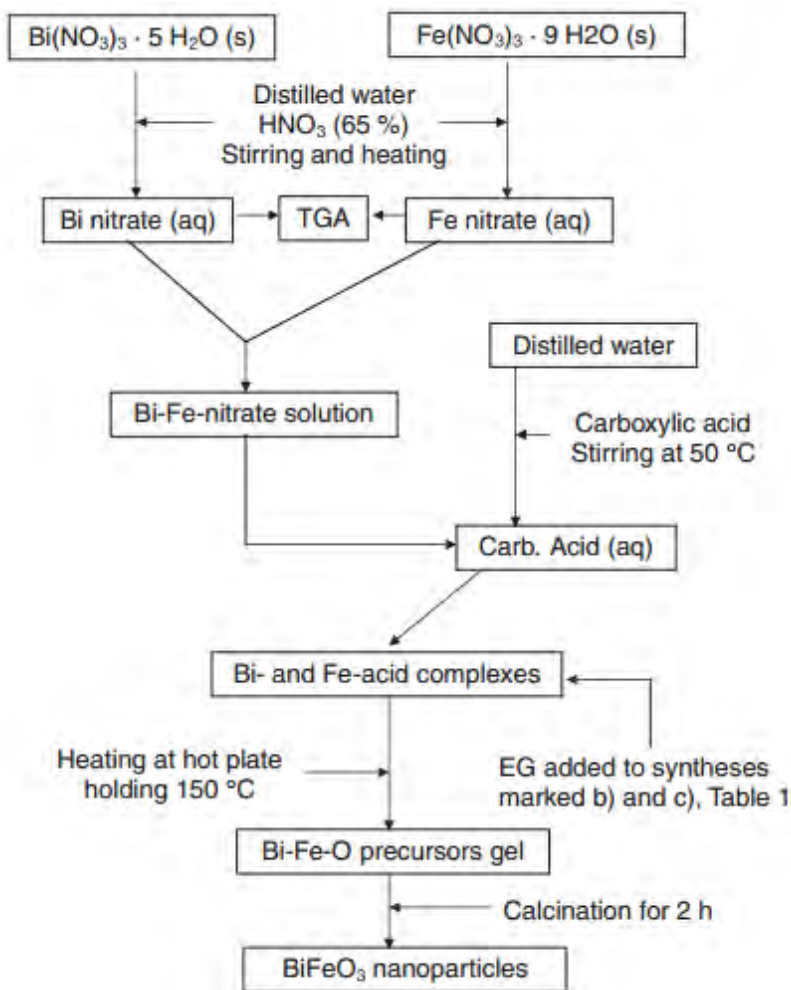 Bi(NO₃)₃ · 5 H₂O (s)
Fe(NO₃)₃ · 9 H2O (s)
Distilled water
HNO₃ (65 %)
Stirring and heating
Bi nitrate (aq)
TGA
Fe nitrate (aq)
Distilled water
Bi-Fe-nitrate solution
Carboxylic acid
Stirring at 50 ºC
Carb. Acid (aq)
Bi- and Fe-acid complexes
Heating at hot plate
holding 150 ºC
EG added to syntheses
marked b) and c), Table 1
Bi-Fe-O precursors gel
Calcination for 2 h
BiFeO₃ nanoparticles